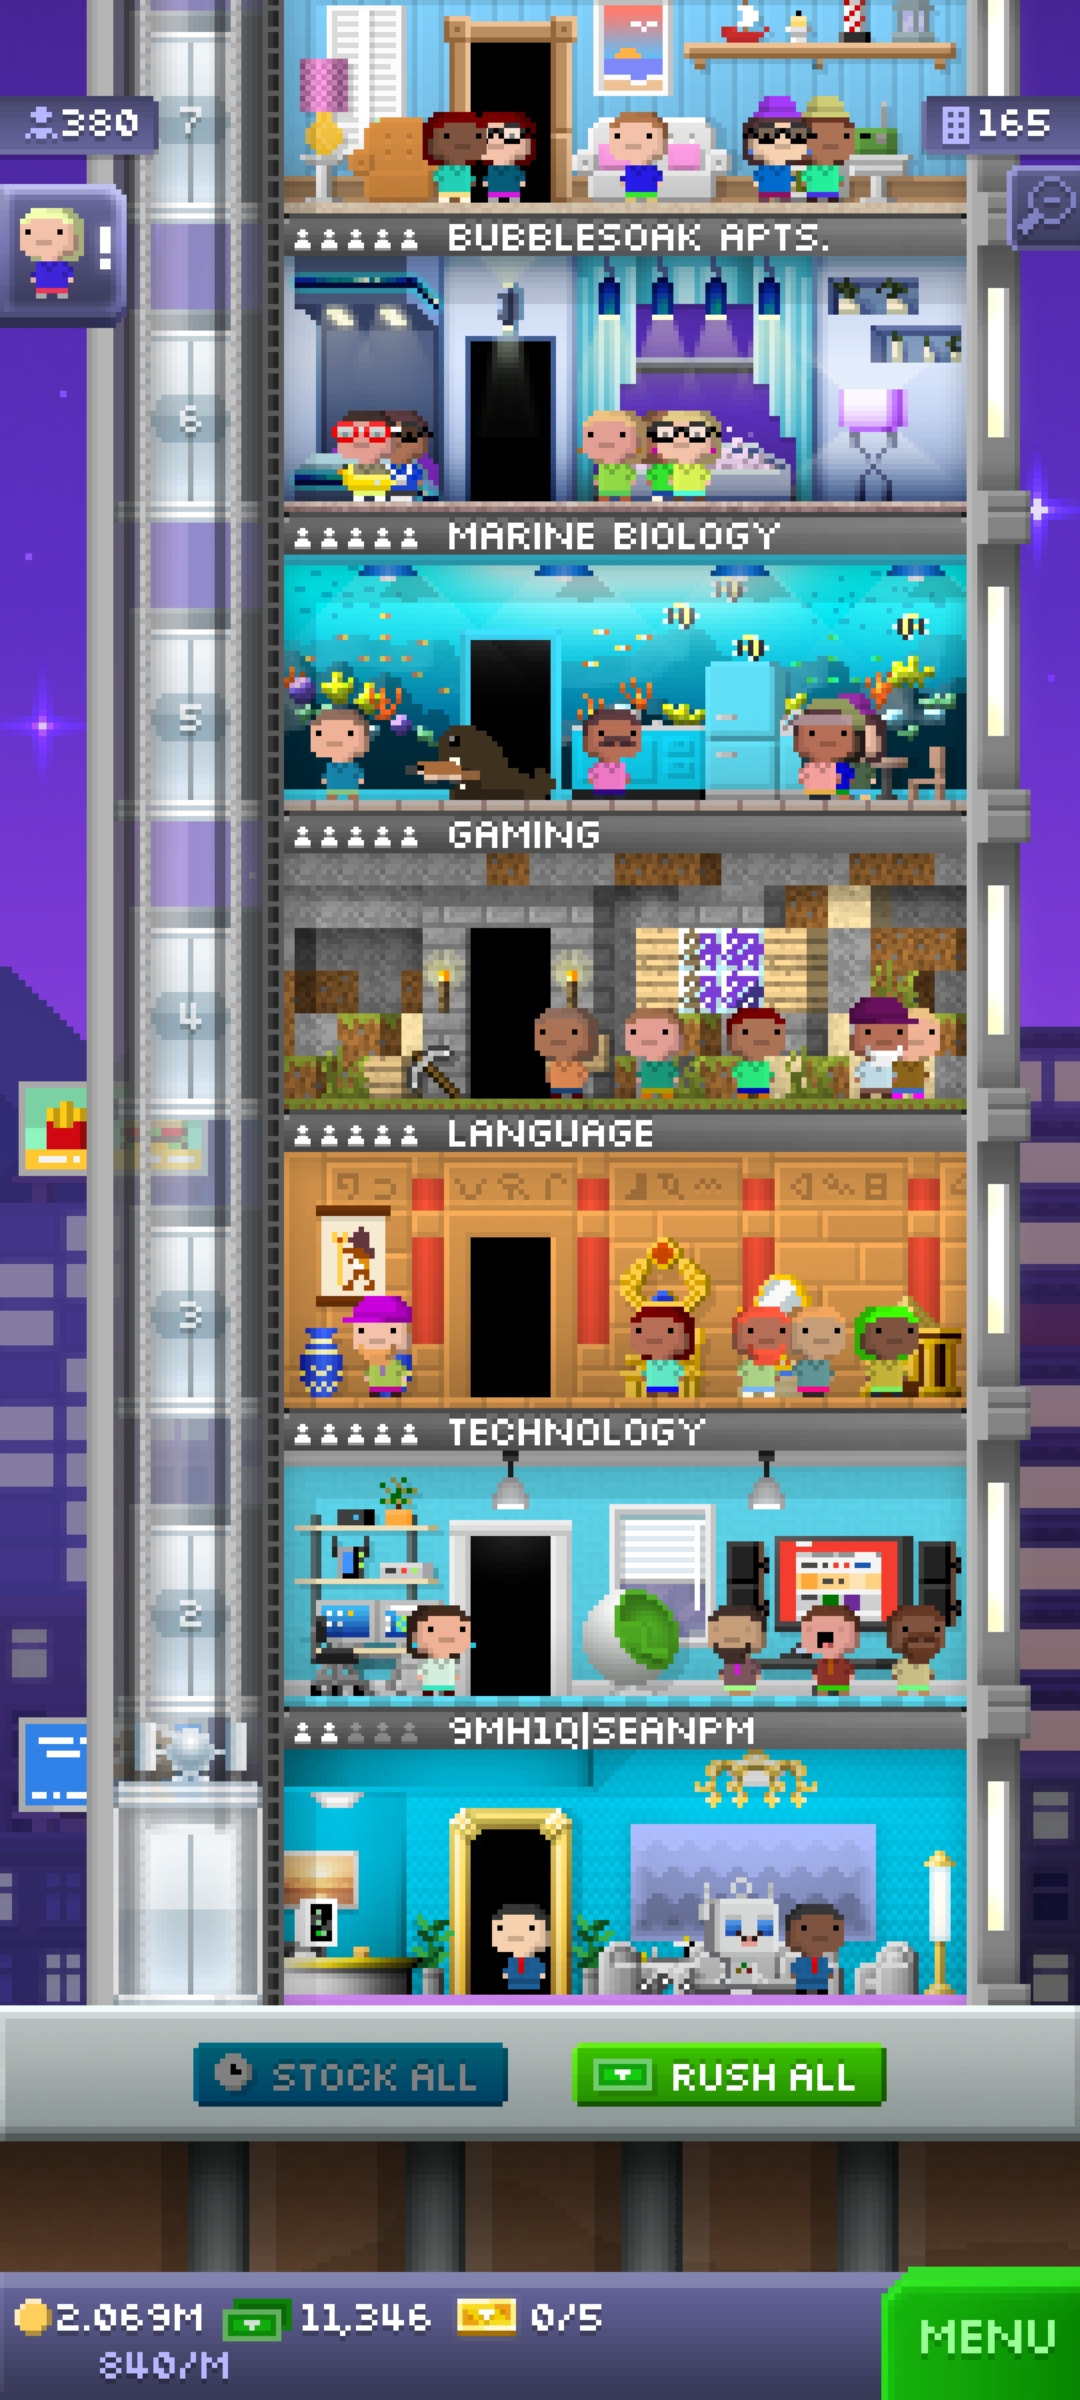 380
7
165
!
BUBBLESOAK APTS.
6
MARINE BIOLOGY
5
GAMING
4
LANGUAGE
3
TECHNOLOGY
2
9MH1Q|SEANPM
STOCK ALL
RUSH ALL
2.069M
11,346
0/5
840/M
MENU